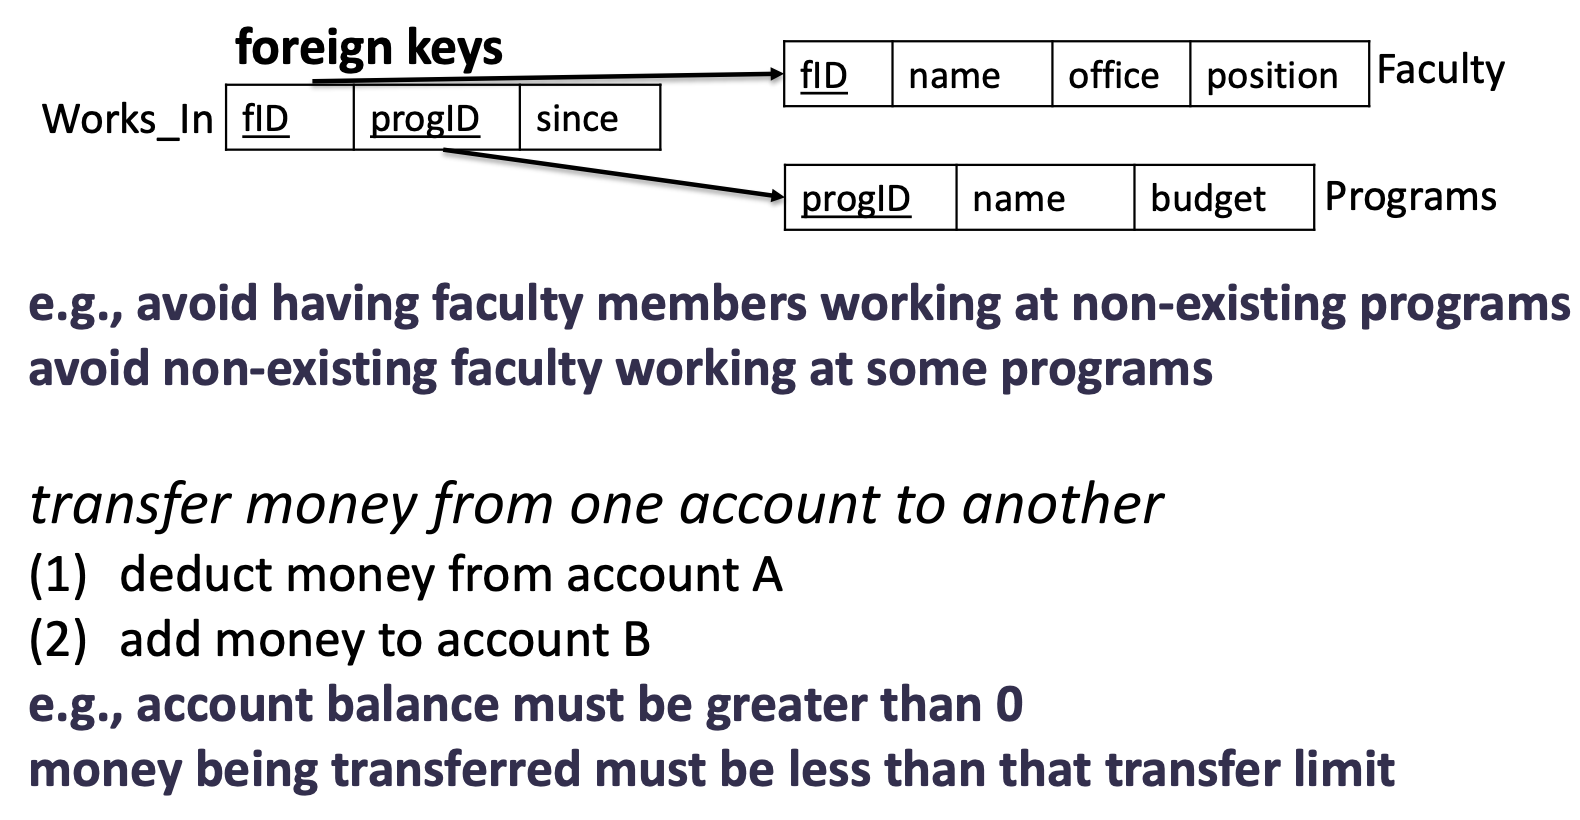 foreign keys
fID name office position Faculty
Works_In fID progID since
progID name budget Programs
e.g., avoid having faculty members working at non-existing programs
avoid non-existing faculty working at some programs
transfer money from one account to another
(1) deduct money from account A
(2) add money to account B
e.g., account balance must be greater than 0
money being transferred must be less than that transfer limit